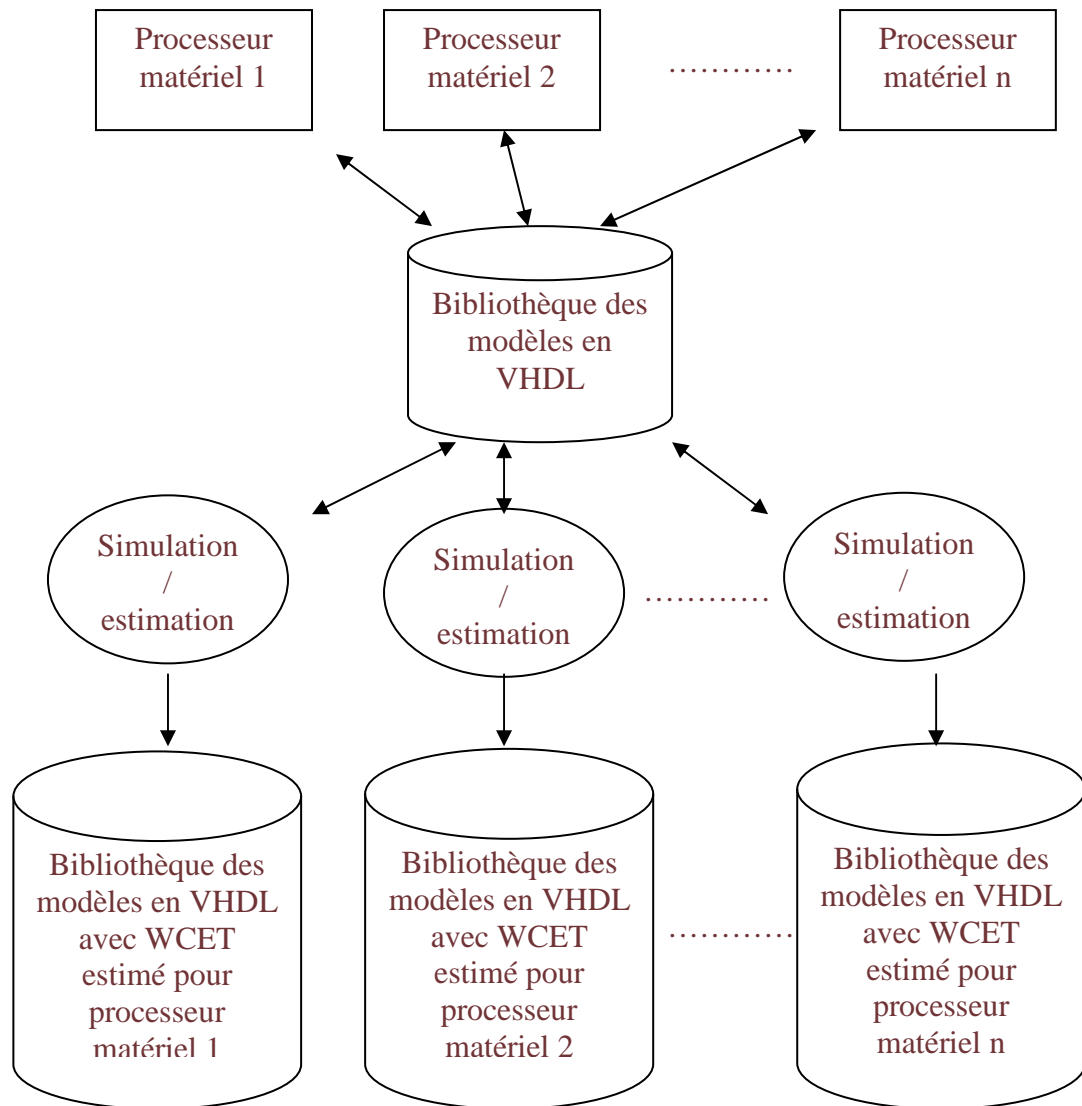 Processeur
matériel 1
Processeur
matériel 2
…………
Processeur
matériel n
Bibliothèque des
modèles en
VHDL
Simulation
/
estimation
Simulation
/
estimation
…………
Simulation
/
estimation
Bibliothèque des
modèles en VHDL
avec WCET
estimé pour
processeur
matériel 1
Bibliothèque des
modèles en VHDL
avec WCET
estimé pour
processeur
matériel 2
…………
Bibliothèque des
modèles en VHDL
avec WCET
estimé pour
processeur
matériel n